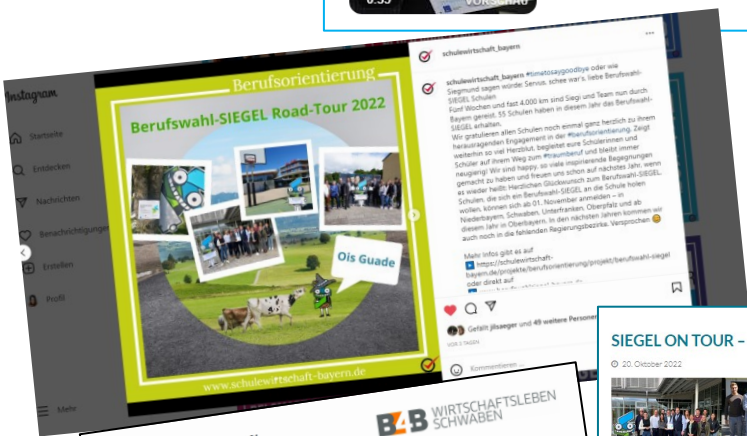 0:55
VORSCHAU
Instagram
Startseite
Entdecken
Nachrichten
Benachrichtigungen
Erstellen
Profil
Mehr
Berufsorientierung
Berufswahl-SIEGEL Road-Tour 2022
Ois Guade
www.schulewirtschaft-bayern.de
schulewirtschaft_bayern
schulewirtschaft_bayern #timetosaygoodbye oder wie
Siegmund sagen würde: Servus, schee war's, liebe Berufswahl-
SIEGEL Schulen
Fünf Wochen und fast 4.000 km sind Siegi und Team nun durch
Bayern gereist. 55 Schulen haben in diesem Jahr das Berufswahl-
SIEGEL erhalten.
Wir gratulieren allen Schulen noch einmal ganz herzlich zu ihrem
herausragenden Engagement in der #berufsorientierung. Zeigt
weiterhin so viel Herzblut, begleitet eure Schülerinnen und
Schüler auf ihrem Weg zum #traumberuf und bleibt immer
neugierig! Wir sind happy, so viele inspirierende Begegnungen
gemacht zu haben und freuen uns schon auf nächstes Jahr, wenn
es wieder heißt: Herzlichen Glückwunsch zum Berufswahl-SIEGEL.
Schulen, die sich ein Berufswahl-SIEGEL an die Schule holen
wollen, können sich ab 01. November anmelden – in
Niederbayern, Schwaben, Unterfranken, Oberpfalz und ab
diesem Jahr in Oberbayern. In den nächsten Jahren kommen wir
auch noch in die fehlenden Regierungsbezirke. Versprochen 😊
Mehr Infos gibt es auf
▶ https://schulewirtschaft-
bayern.de/projekte/berufsorientierung/projekt/berufswahl-siegel
oder direkt auf
Gefällt jilsaeger und 49 weitere Personen
VOR 3 TAGEN
Kommentieren ...
B4B WIRTSCHAFTSLEBEN
SCHWABEN
SIEGEL ON TOUR –
20. Oktober 2022